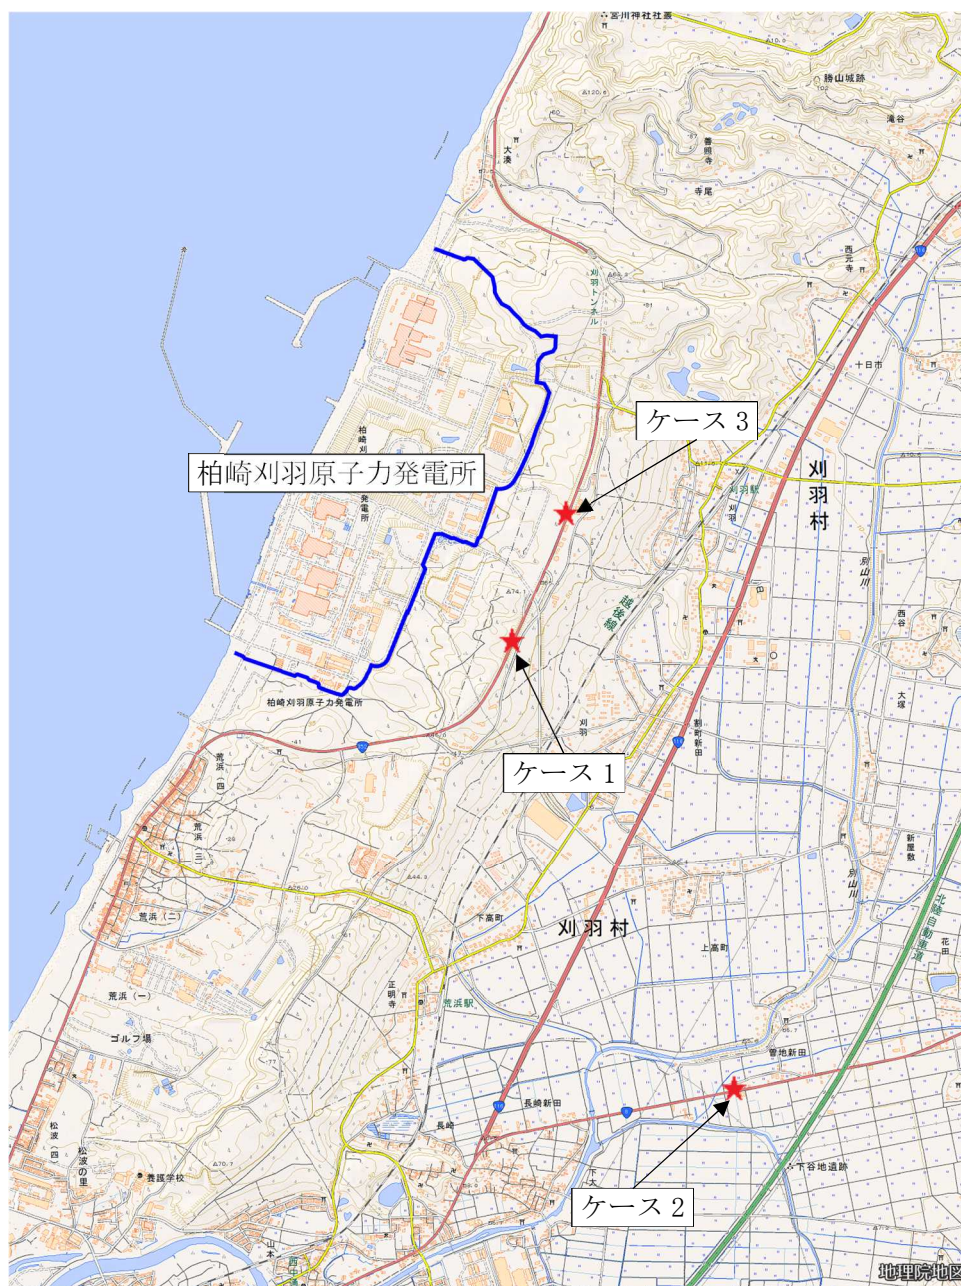 宮川神社社叢
勝山城跡
滝谷
大湊
善照寺
寺尾
西元寺
刈羽トンネル
十日市
ケース3
柏崎刈羽原子力発電所
刈羽村
刈羽駅
刈羽
別山川
越後線
西谷
大塚
柏崎刈羽原子力発電所
刈羽
割町新田
ケース1
荒浜(四)
荒浜(三)
新屋敷
別山川
北陸自動車道
荒浜(二)
下高町
刈羽村
上高町
花田
正明寺
荒浜駅
荒浜(一)
ゴルフ場
曽地新田
長崎新田
長崎
松波(四)
松波の里
養護学校
下谷地遺跡
ケース2
山本
地理院地図